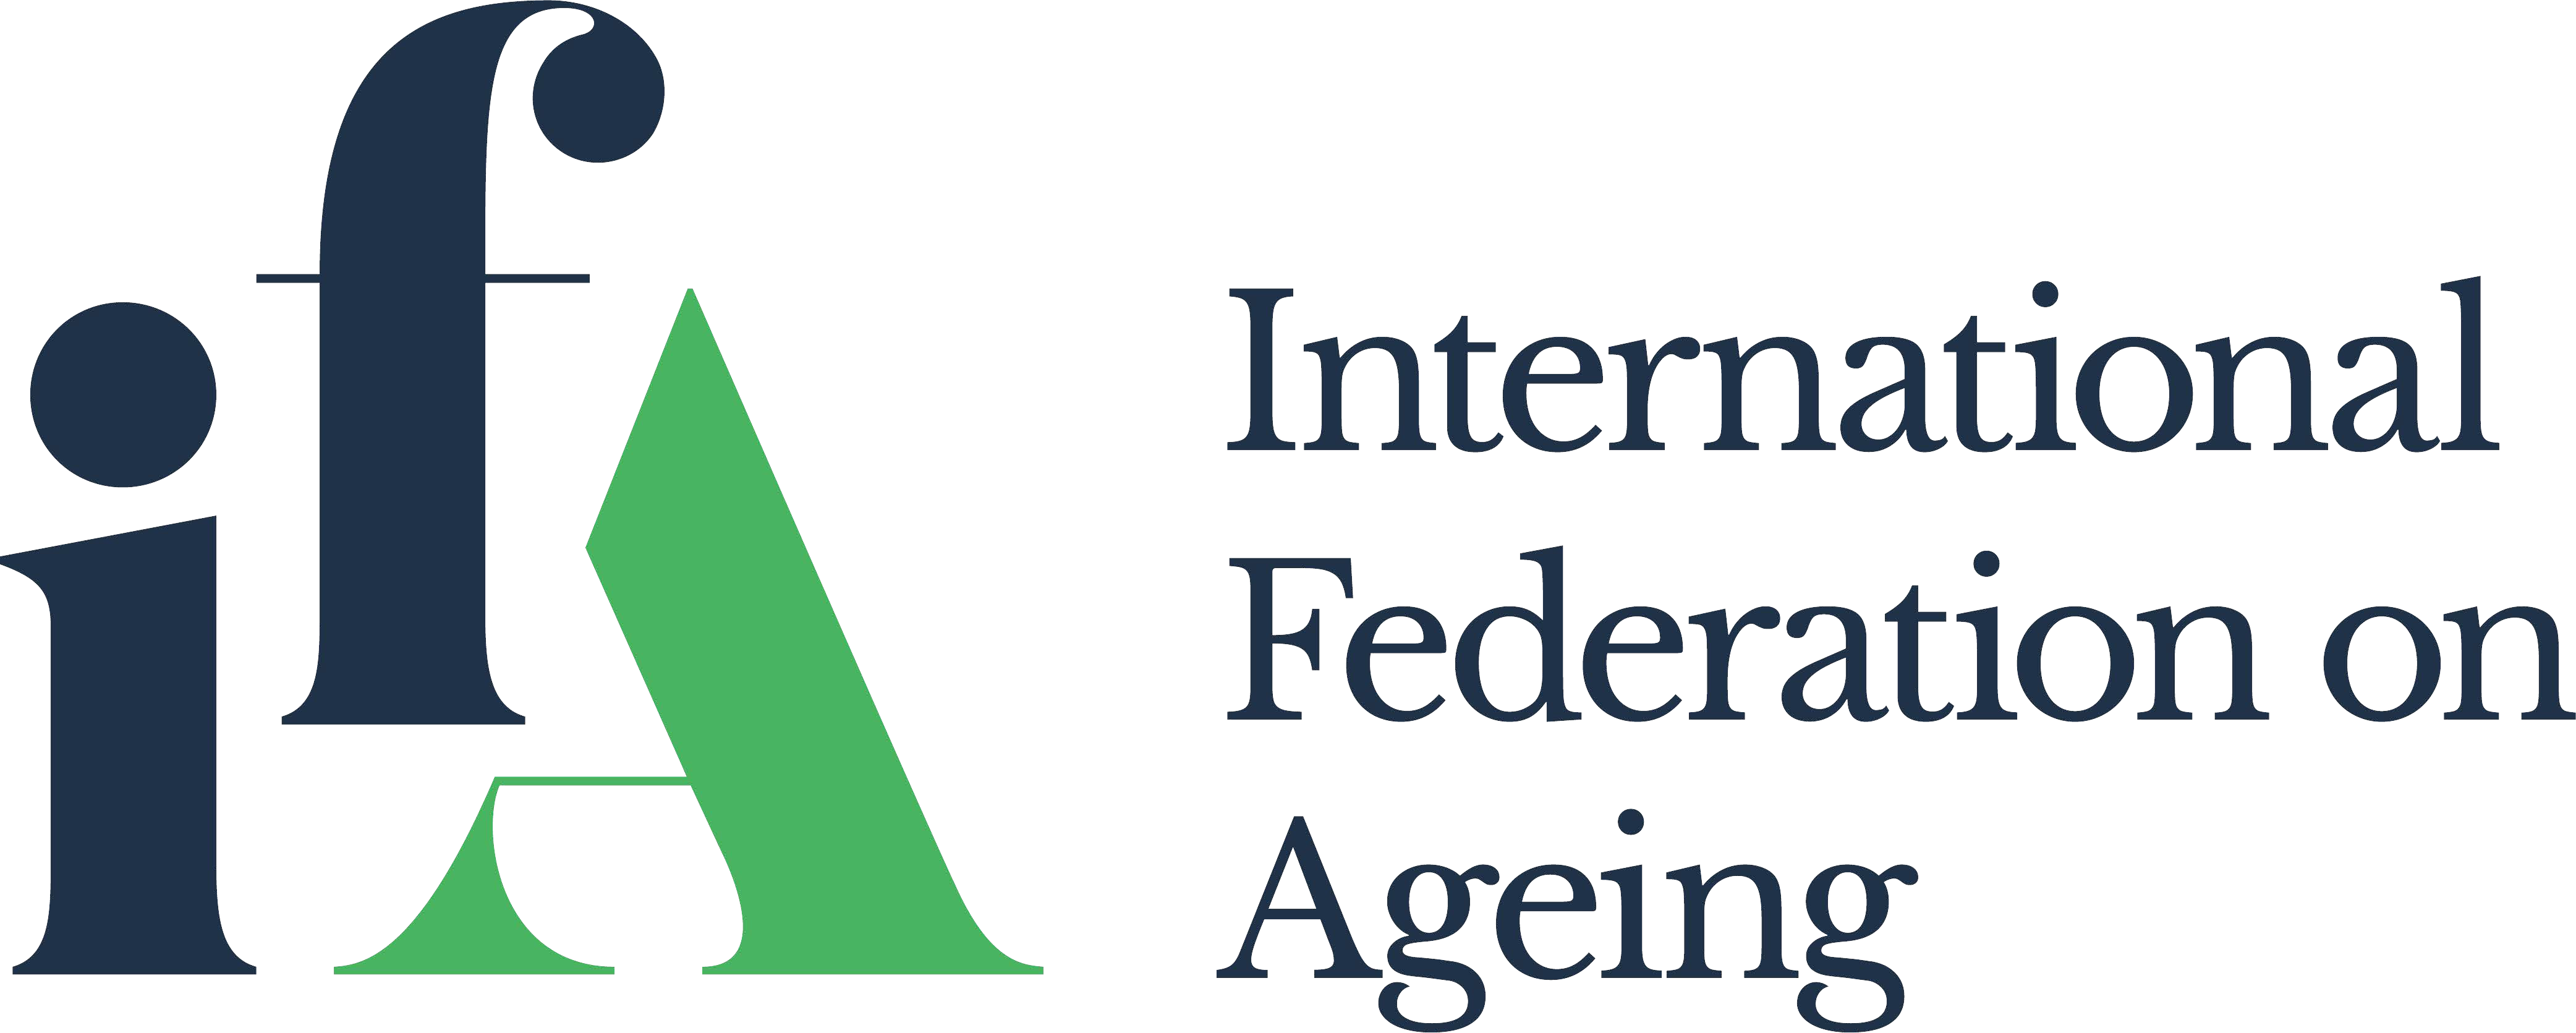 ifA
International
Federation on
Ageing